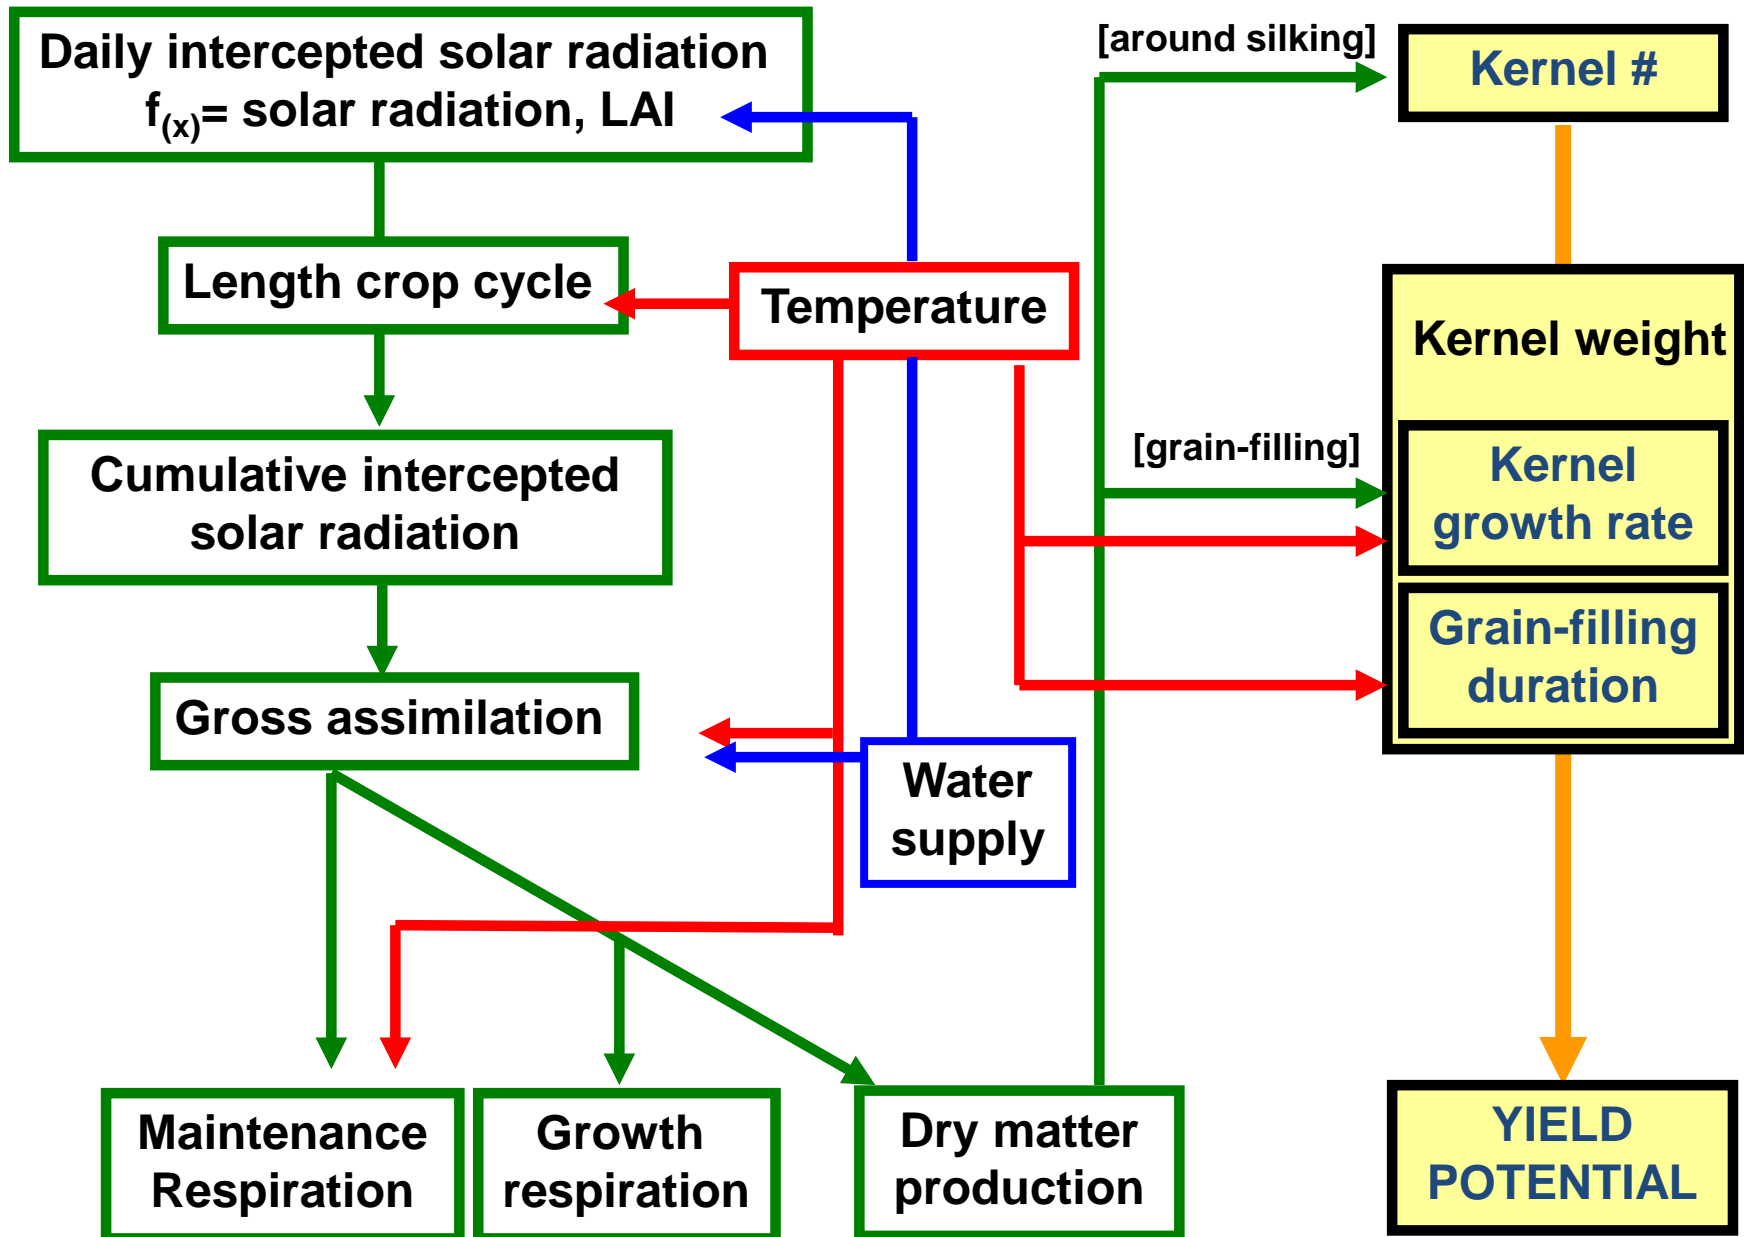 Daily intercepted solar radiation
f(x)= solar radiation, LAI
[around silking]
Kernel #
Length crop cycle
Temperature
Kernel weight
Cumulative intercepted
solar radiation
[grain-filling]
Kernel
growth rate
Grain-filling
duration
Gross assimilation
Water
supply
Maintenance
Respiration
Growth
respiration
Dry matter
production
YIELD
POTENTIAL